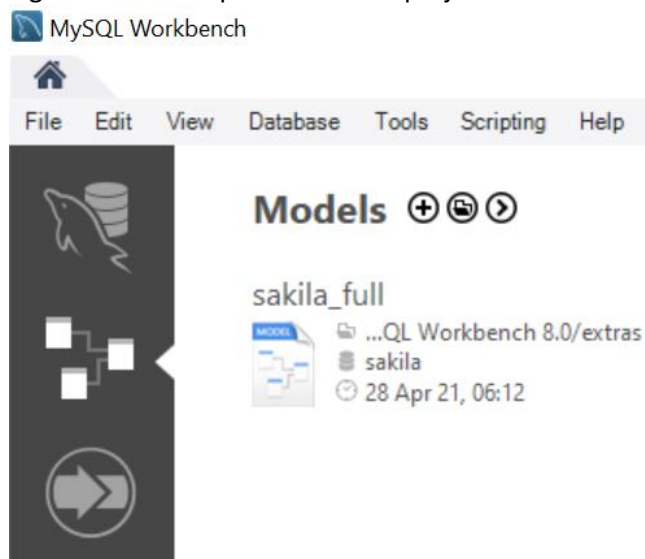 MySQL Workbench
File Edit View Database Tools Scripting Help
Models
sakila_full
MODEL
...QL Workbench 8.0/extras
sakila
28 Apr 21, 06:12